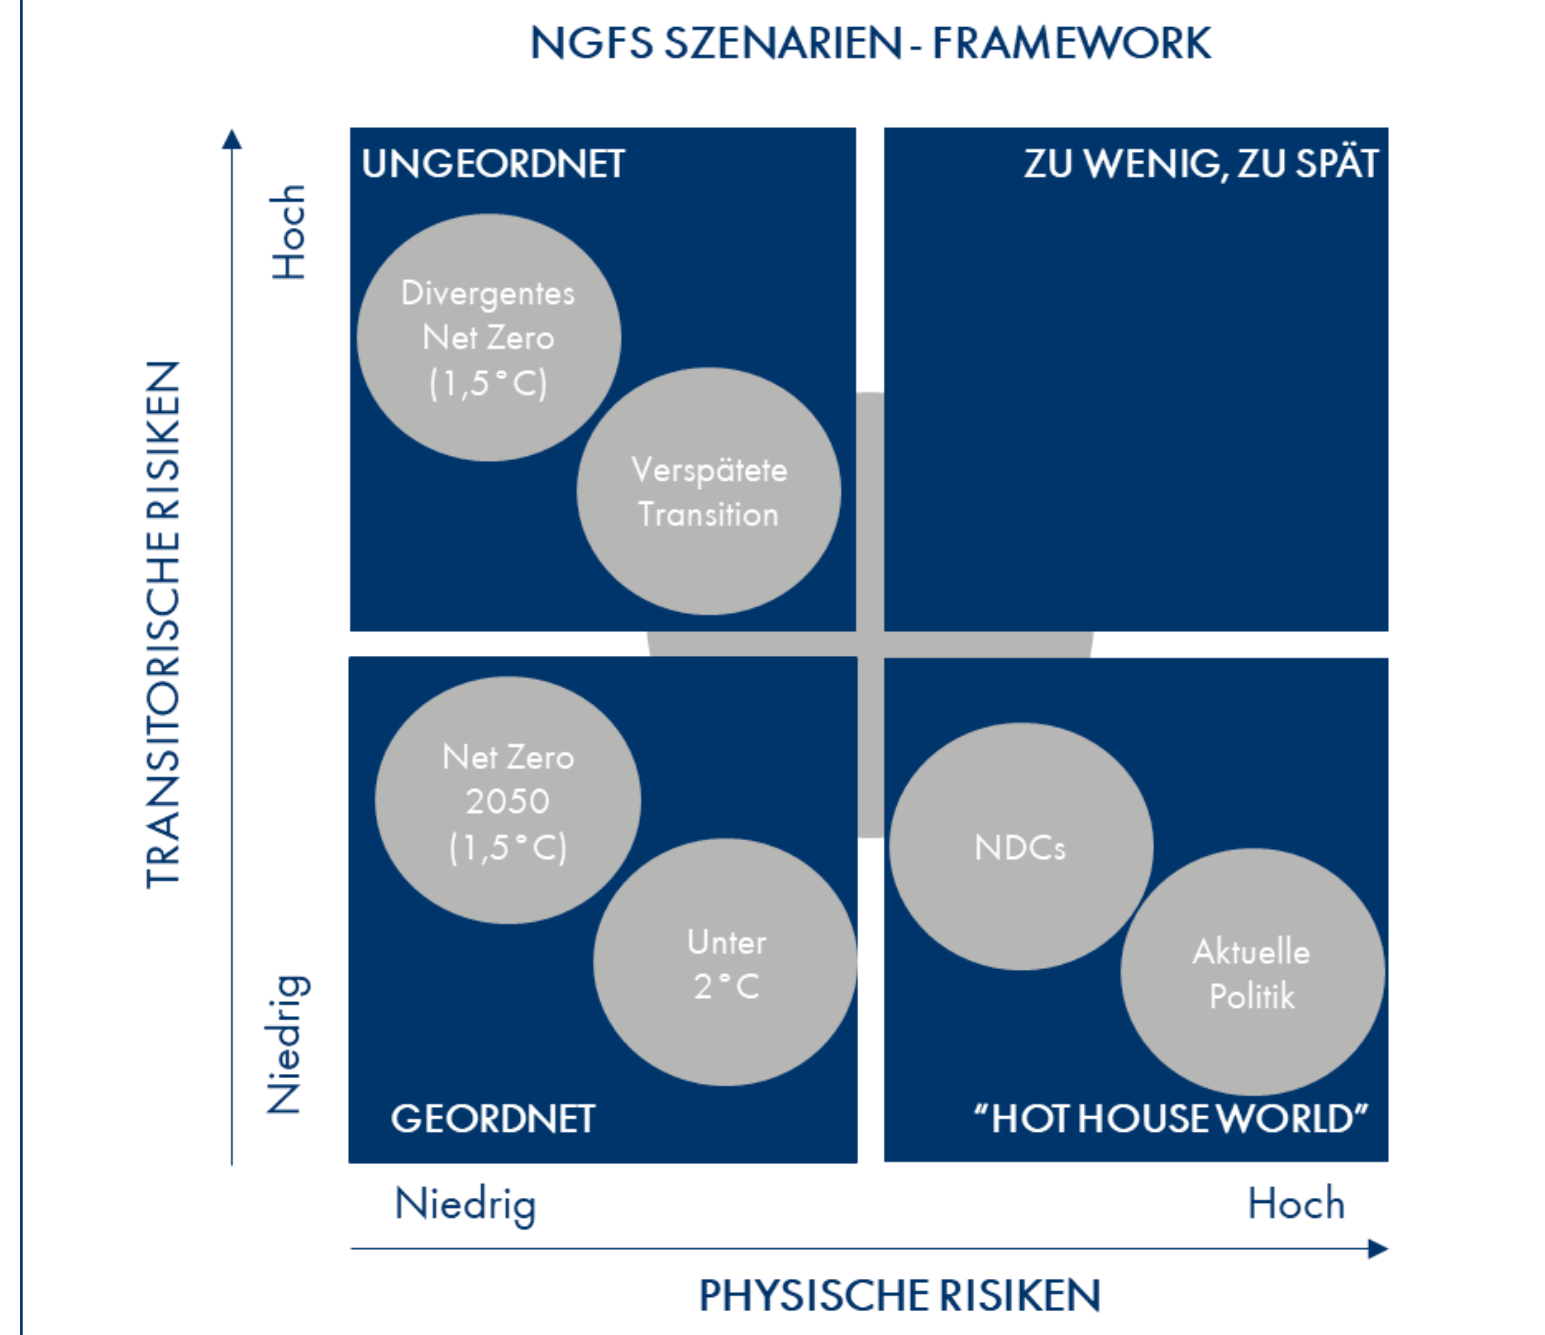 NGFS SZENARIEN - FRAMEWORK
TRANSITORISCHE RISIKEN
Hoch
Niedrig
UNGEORDNET
Divergentes
Net Zero
(1,5°C)
Verspätete
Transition
ZU WENIG, ZU SPÄT
Net Zero
2050
(1,5°C)
Unter
2°C
GEORDNET
NDCs
Aktuelle
Politik
“HOT HOUSE WORLD”
Niedrig
Hoch
PHYSISCHE RISIKEN